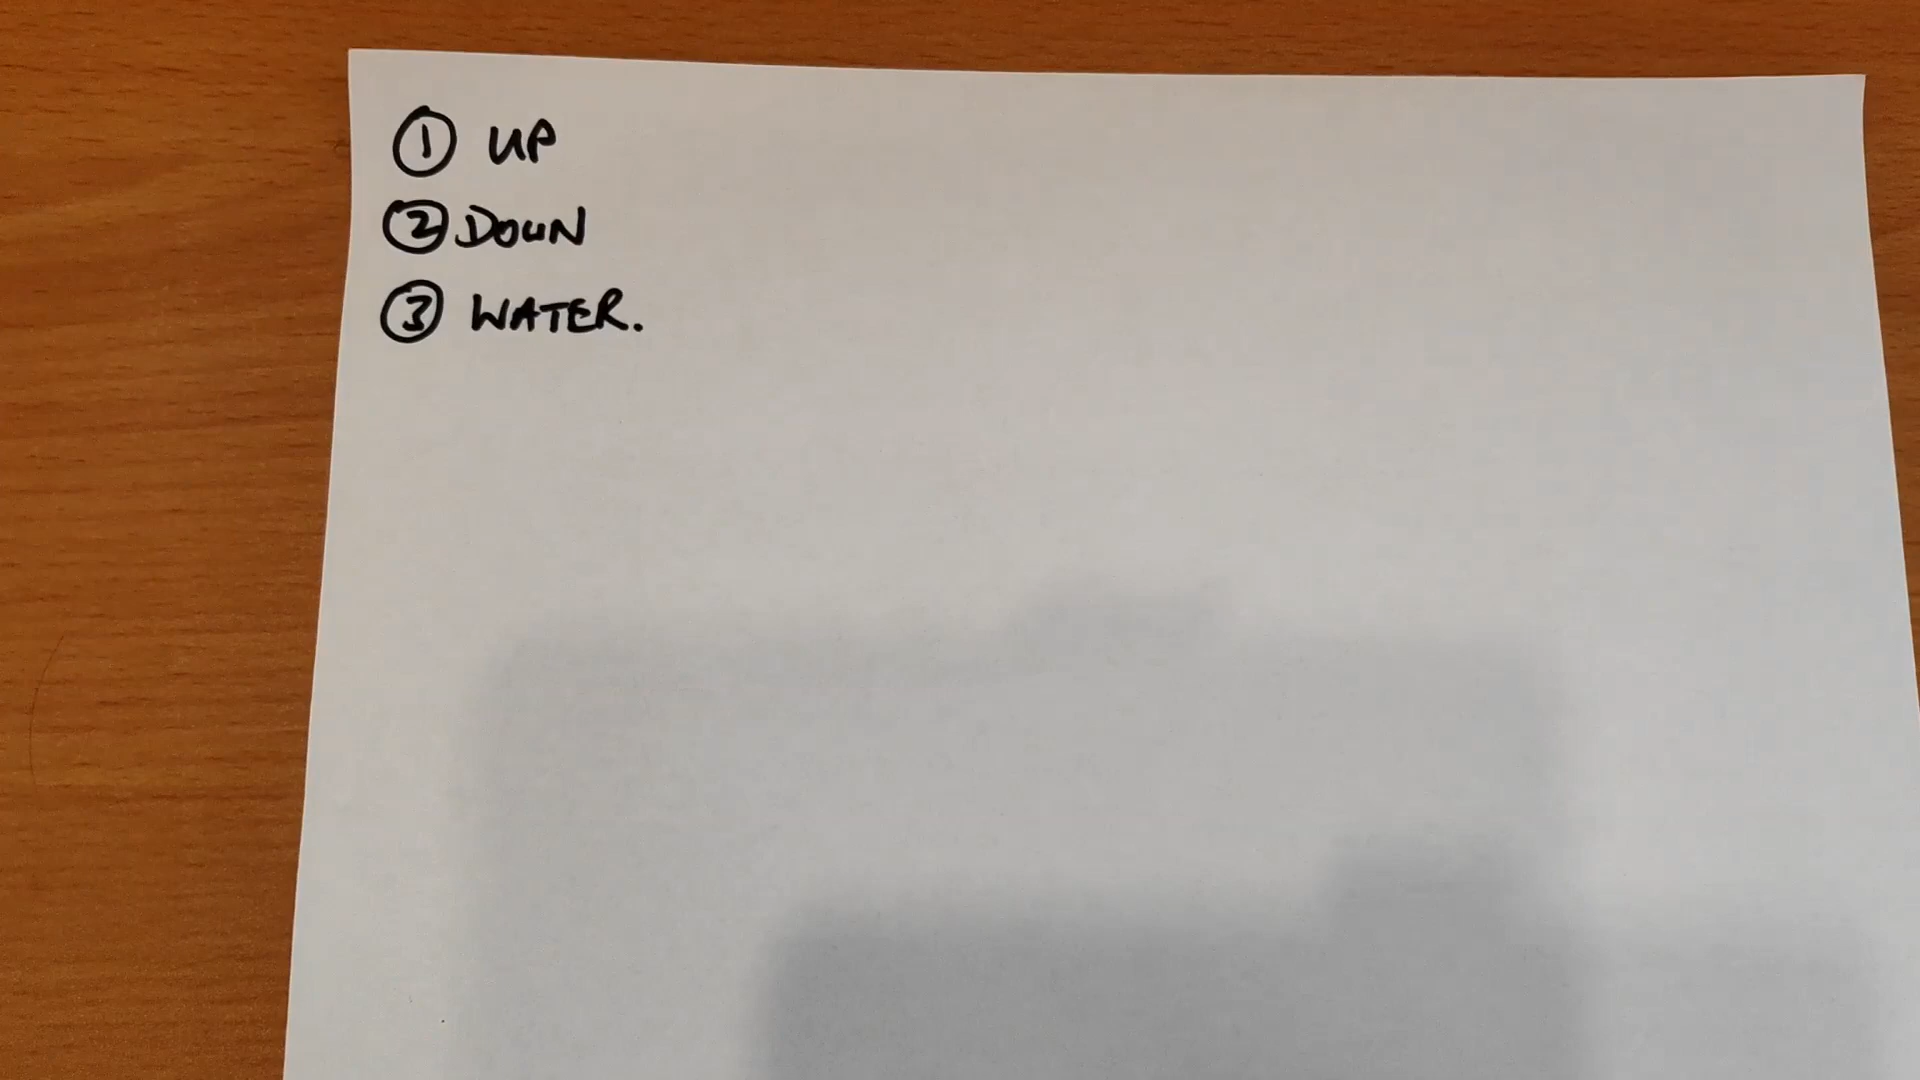 ① UP
② DOWN
③ WATER.